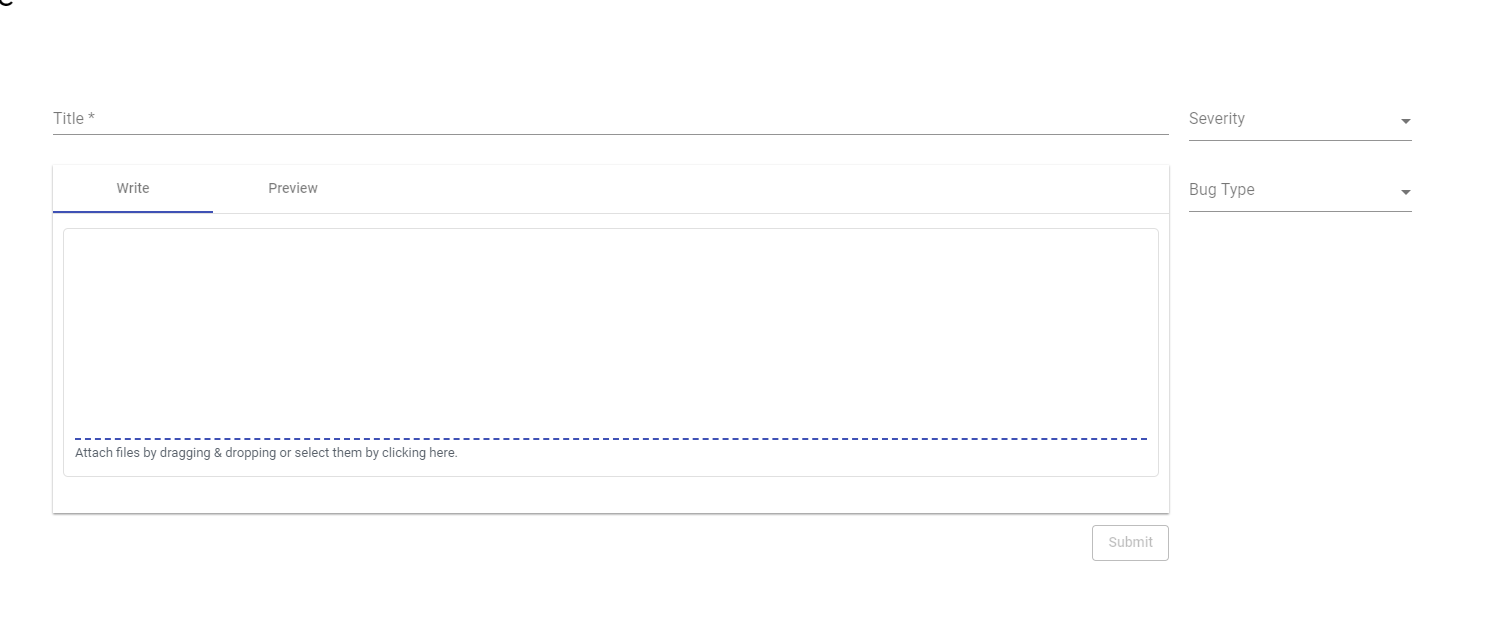 Title *
Severity
Write
Preview
Bug Type
Attach files by dragging & dropping or select them by clicking here.
Submit